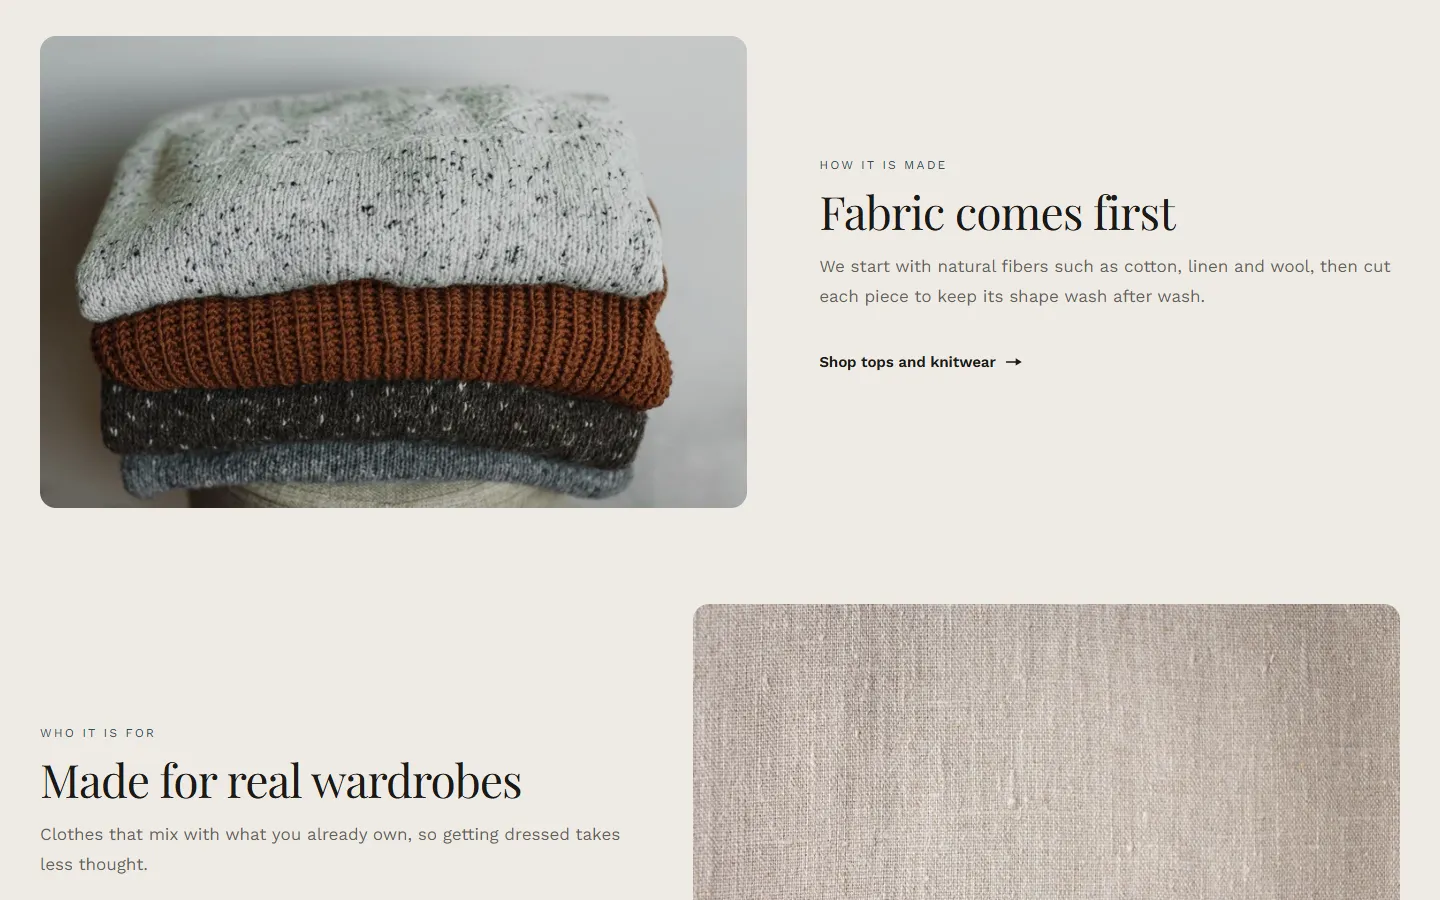 HOW IT IS MADE
Fabric comes first
We start with natural fibers such as cotton, linen and wool, then cut
each piece to keep its shape wash after wash.
Shop tops and knitwear →
WHO IT IS FOR
Made for real wardrobes
Clothes that mix with what you already own, so getting dressed takes
less thought.